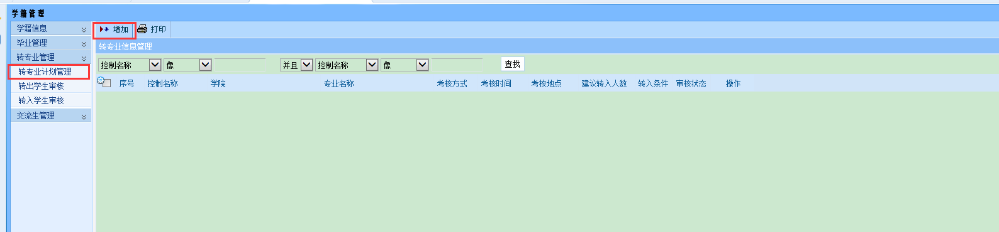 学籍管理
学籍信息
毕业管理
转专业管理
转专业计划管理
转出学生审核
转入学生审核
交流生管理
增加 打印
转专业信息管理
控制名称 像 并且 控制名称 像 查找
序号 控制名称 学院 专业名称 考核方式 考核时间 考核地点 建议转入人数 转入条件 审核状态 操作